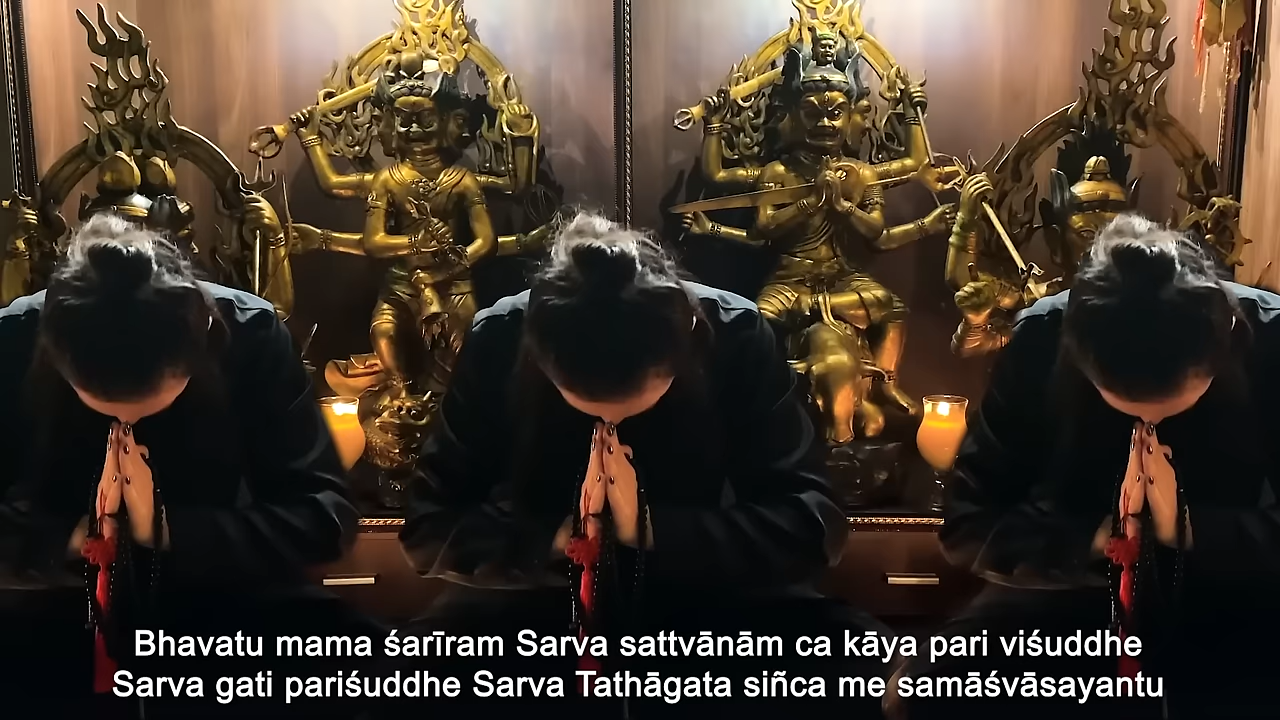 Bhavatu mama śarīram Sarva sattvānām ca kāya pari viśuddhe
Sarva gati pariśuddhe Sarva Tathāgata siñca me samāśvāsayantu